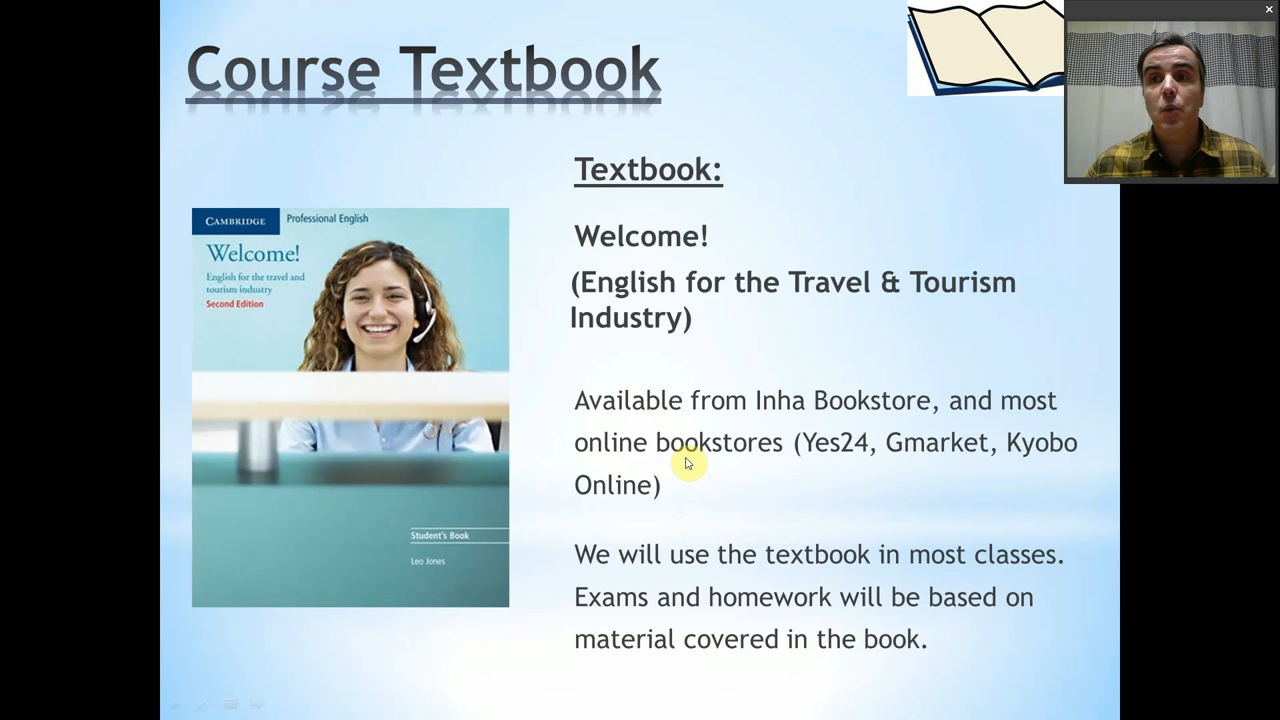 Course Textbook
Textbook:
Welcome!
(English for the Travel & Tourism
Industry)
Available from Inha Bookstore, and most
online bookstores (Yes24, Gmarket, Kyobo
Online)
We will use the textbook in most classes.
Exams and homework will be based on
material covered in the book.
CAMBRIDGE
Professional English
Welcome!
English for the travel and
tourism industry
Second Edition
Student's Book
Leo Jones